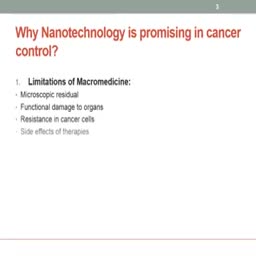 3
Why Nanotechnology is promising in cancer
control?
1. Limitations of Macromedicine:
• Microscopic residual
• Functional damage to organs
• Resistance in cancer cells
• Side effects of therapies